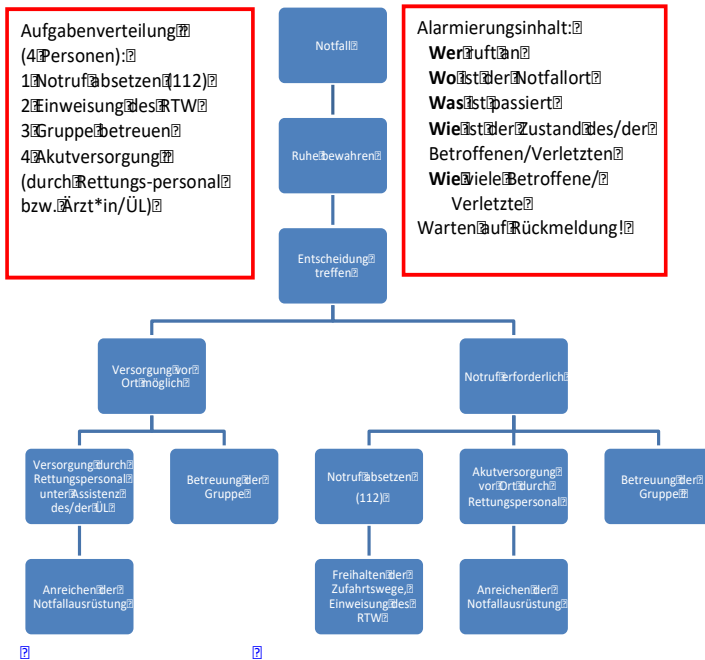 Aufgabenverteilung
(4 Personen):
1 Notruf absetzen (112)
2 Einweisung des RTW
3 Gruppe betreuen
4 Akutversorgung
(durch Rettungs-personal
bzw. Ärzt*in/ÜL)
Notfall
Alarmierungsinhalt:
Wer ruft an
Wo ist der Notfallort
Was ist passiert
Wie ist der Zustand des/der
Betroffenen/Verletzten
Wie viele Betroffene/
Verletzte
Warten auf Rückmeldung!
Ruhe bewahren
Entscheidung
treffen
Versorgung vor
Ort möglich
Notruf erforderlich
Versorgung durch
Rettungspersonal
unter Assistenz
des/der ÜL
Betreuung der
Gruppe
Notruf absetzen
(112)
Akutversorgung
vor Ort durch
Rettungspersonal
Betreuung der
Gruppe
Anreichen der
Notfallausrüstung
Freihalten der
Zufahrtswege,
Einweisung des
RTW
Anreichen der
Notfallausrüstung